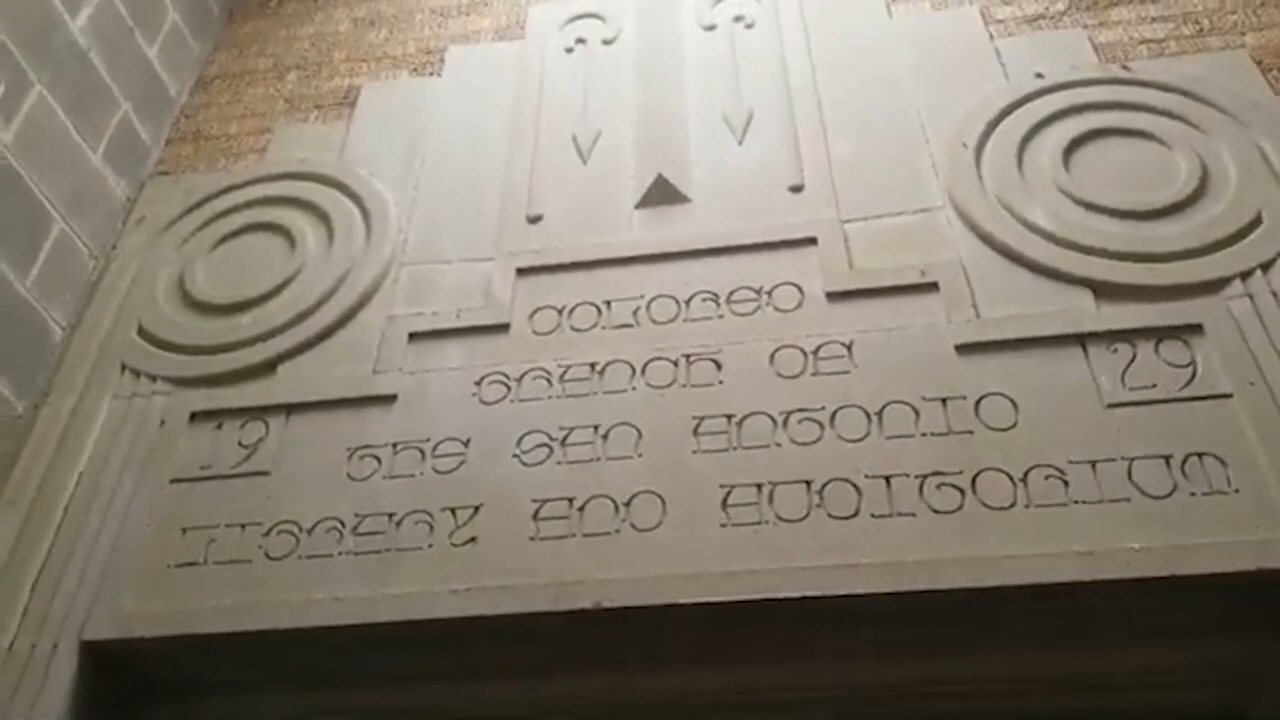 COLORED
BRANCH OF
19 THE SAN ANTONIO 29
LIBRARY AND AUDITORIUM